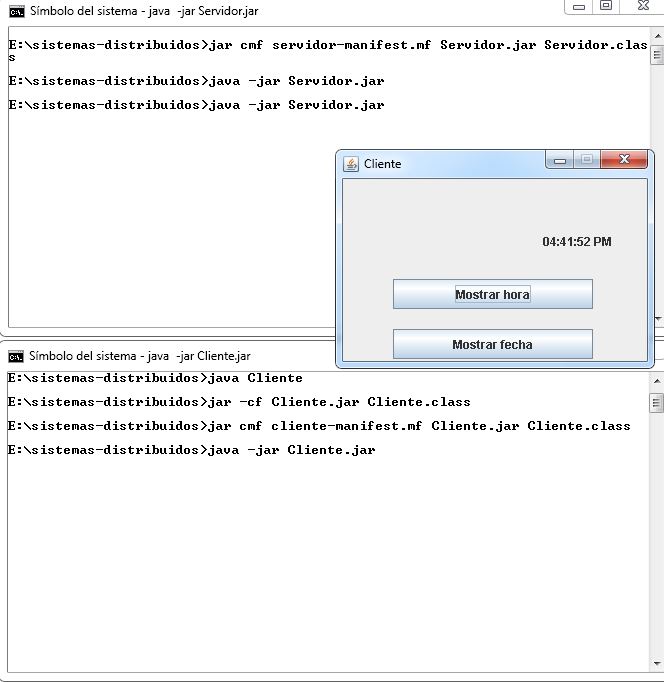 Símbolo del sistema - java -jar Servidor.jar
E:\sistemas-distribuidos>jar cmf servidor-manifest.mf Servidor.jar Servidor.clas
s
E:\sistemas-distribuidos>java -jar Servidor.jar
E:\sistemas-distribuidos>java -jar Servidor.jar
Cliente
04:41:52 PM
Mostrar hora
Mostrar fecha
Símbolo del sistema - java -jar Cliente.jar
E:\sistemas-distribuidos>java Cliente
E:\sistemas-distribuidos>jar -cf Cliente.jar Cliente.class
E:\sistemas-distribuidos>jar cmf cliente-manifest.mf Cliente.jar Cliente.class
E:\sistemas-distribuidos>java -jar Cliente.jar